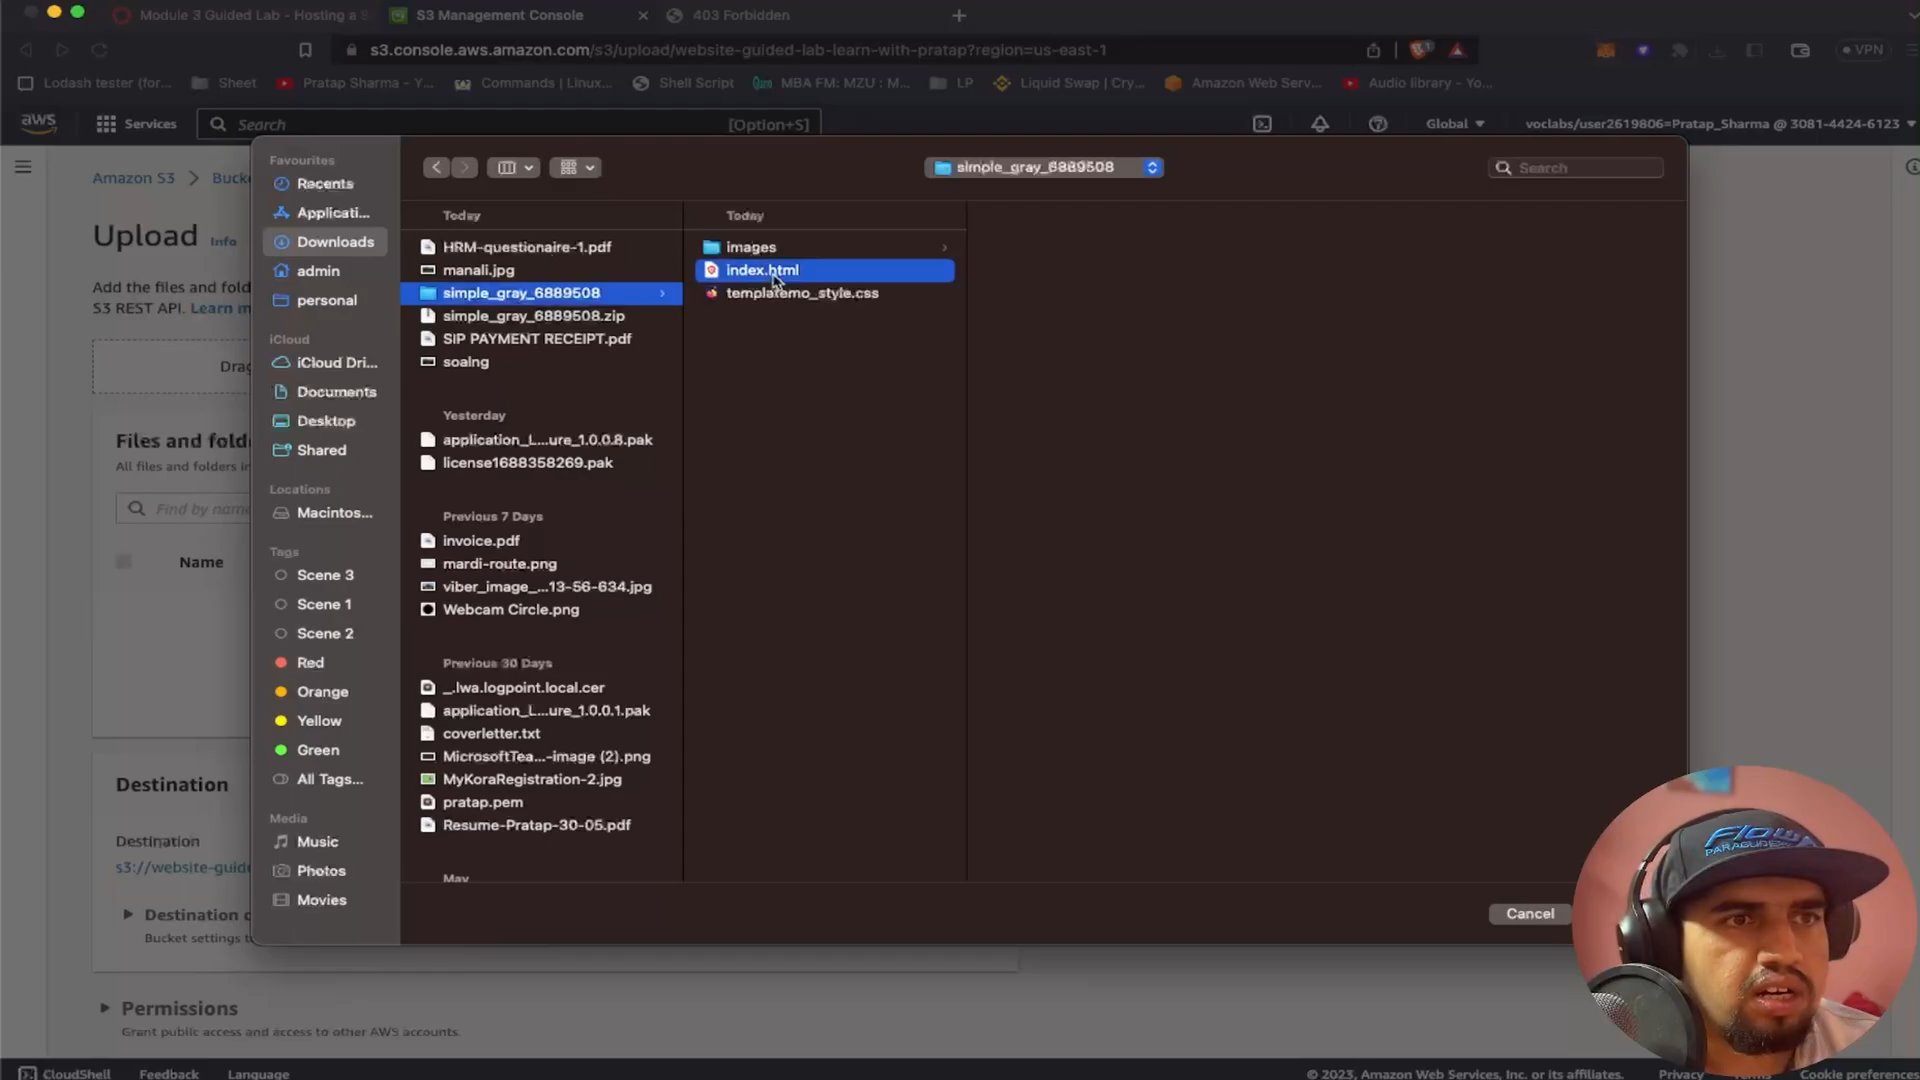 Module 3 Guided Lab - Hosting a S
S3 Management Console
403 Forbidden
s3.console.aws.amazon.com/s3/upload/website-guided-lab-learn-with-pratap?region=us-east-1
VPN
Lodash tester (for...
Sheet
Pratap Sharma - Y...
Commands | Linux...
Shell Script
MBA FM: MZU : M...
LP
Liquid Swap | Cry...
Amazon Web Serv...
Audio library - Yo...
aws
Services
Search
[Option+S]
Global
voclabs/user2619806=Pratap_Sharma @ 3081-4424-6123
Amazon S3
Buck
Upload
Info
Add the files and fold
S3 REST API. Learn m
Drag
Files and folde
All files and folders in
Find by name
Name
Destination
Destination
s3://website-guide
Destination d
Bucket settings t
Permissions
Grant public access and access to other AWS accounts.
Favourites
Recents
Applicati...
Downloads
admin
personal
iCloud
iCloud Dri...
Documents
Desktop
Shared
Locations
Macintos...
Tags
Scene 3
Scene 1
Scene 2
Red
Orange
Yellow
Green
All Tags...
Media
Music
Photos
Movies
simple_gray_6889508
Search
Today
HRM-questionaire-1.pdf
manali.jpg
simple_gray_6889508
simple_gray_6889508.zip
SIP PAYMENT RECEIPT.pdf
soalng
Yesterday
application_L...ure_1.0.0.8.pak
license1688358269.pak
Previous 7 Days
invoice.pdf
mardi-route.png
viber_image_...13-56-634.jpg
Webcam Circle.png
Previous 30 Days
_.lwa.logpoint.local.cer
application_L...ure_1.0.0.1.pak
coverletter.txt
MicrosoftTea...-image (2).png
MyKoraRegistration-2.jpg
pratap.pem
Resume-Pratap-30-05.pdf
May
Today
images
index.html
templatemo_style.css
Cancel
FLOW
PARAGLIDERS
CloudShell
Feedback
Language
© 2023, Amazon Web Services, Inc. or its affiliates.
Privacy
Terms
Cookie preferences